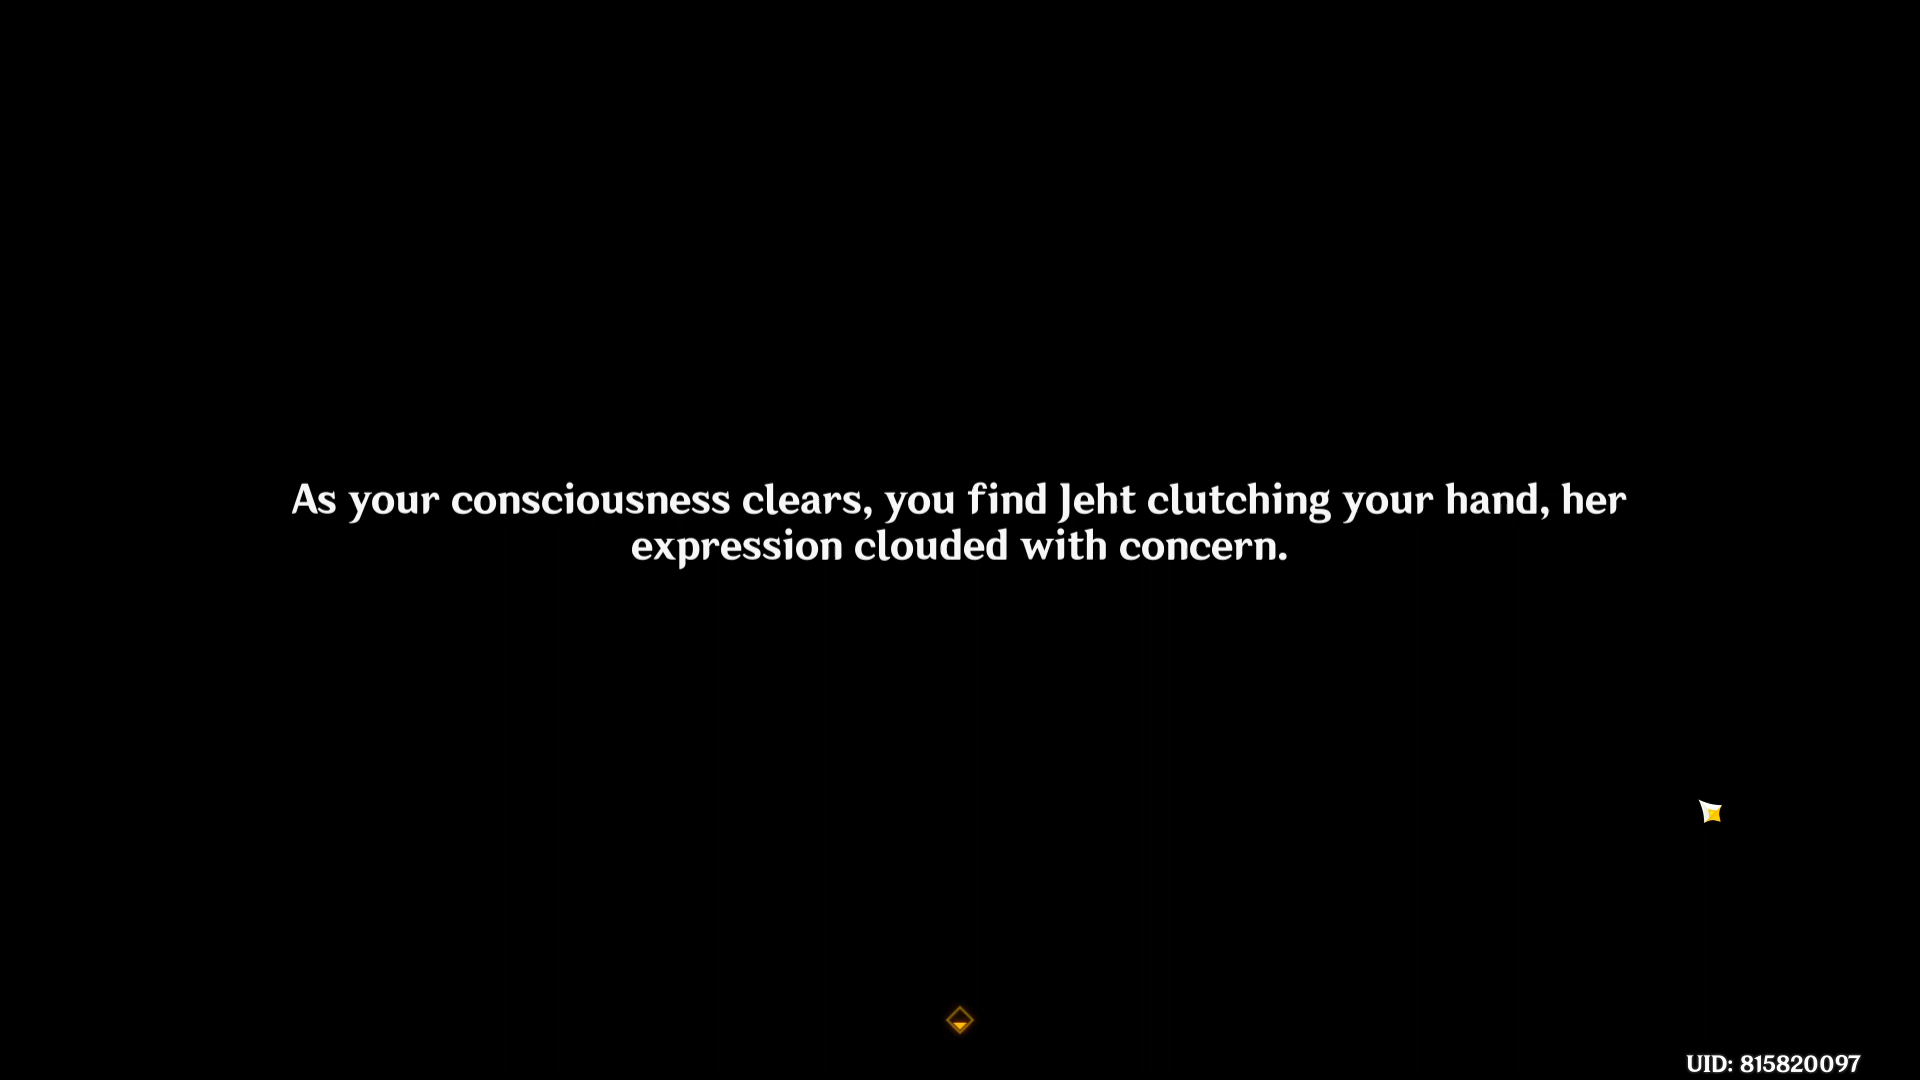 As your consciousness clears, you find Jeht clutching your hand, her
expression clouded with concern.
UID: 815820097